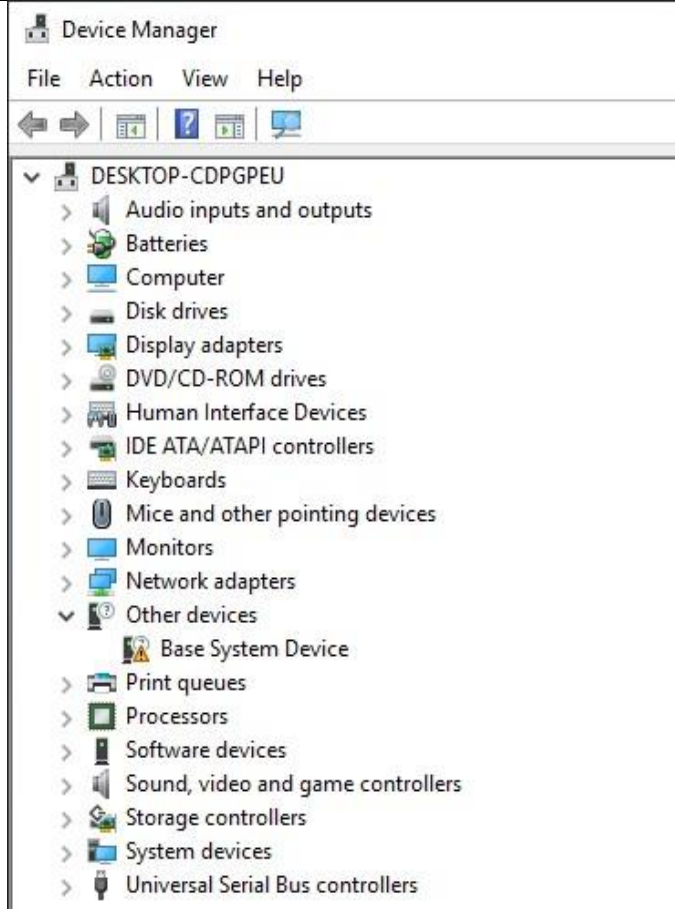 Device Manager
File Action View Help
DESKTOP-CDPGPEU
Audio inputs and outputs
Batteries
Computer
Disk drives
Display adapters
DVD/CD-ROM drives
Human Interface Devices
IDE ATA/ATAPI controllers
Keyboards
Mice and other pointing devices
Monitors
Network adapters
Other devices
Base System Device
Print queues
Processors
Software devices
Sound, video and game controllers
Storage controllers
System devices
Universal Serial Bus controllers